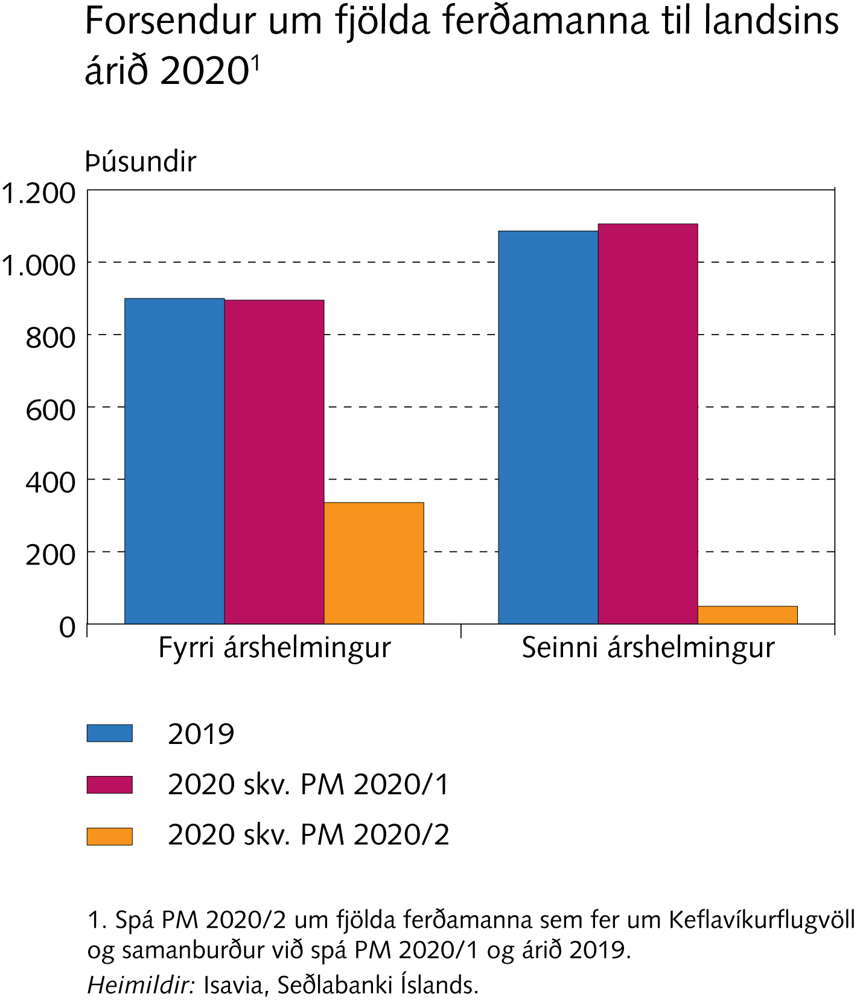 Forsendur um fjölda ferðamanna til landsins
árið 2020¹
Þúsundir
1.200
1.000
800
600
400
200
0
Fyrri árshelmingur
Seinni árshelmingur
2019
2020 skv. PM 2020/1
2020 skv. PM 2020/2
1. Spá PM 2020/2 um fjölda ferðamanna sem fer um Keflavíkurflugvöll
og samanburður við spá PM 2020/1 og árið 2019.
Heimildir: Isavia, Seðlabanki Íslands.